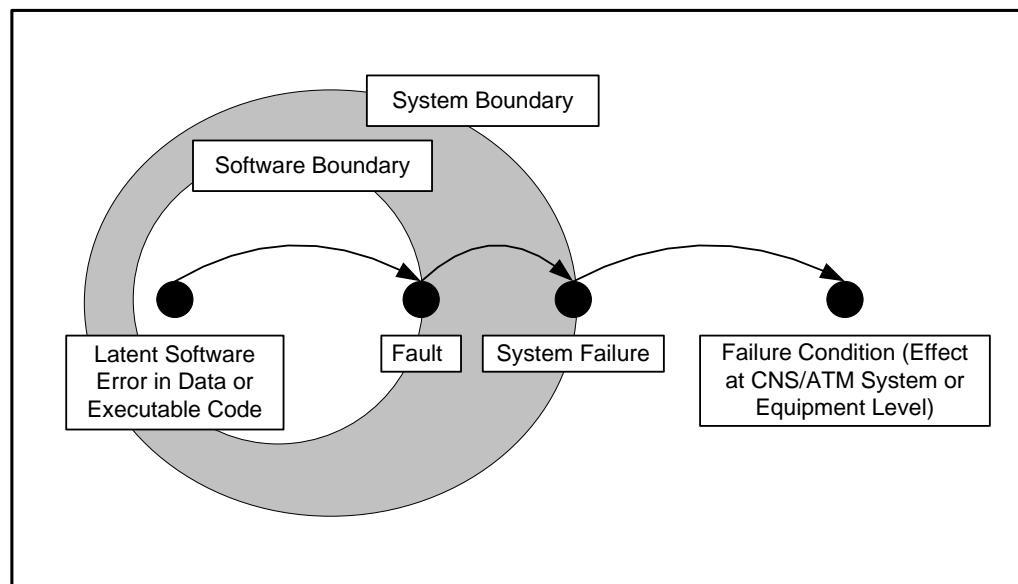 System Boundary
Software Boundary
Latent Software
Error in Data or
Executable Code
Fault
System Failure
Failure Condition (Effect
at CNS/ATM System or
Equipment Level)